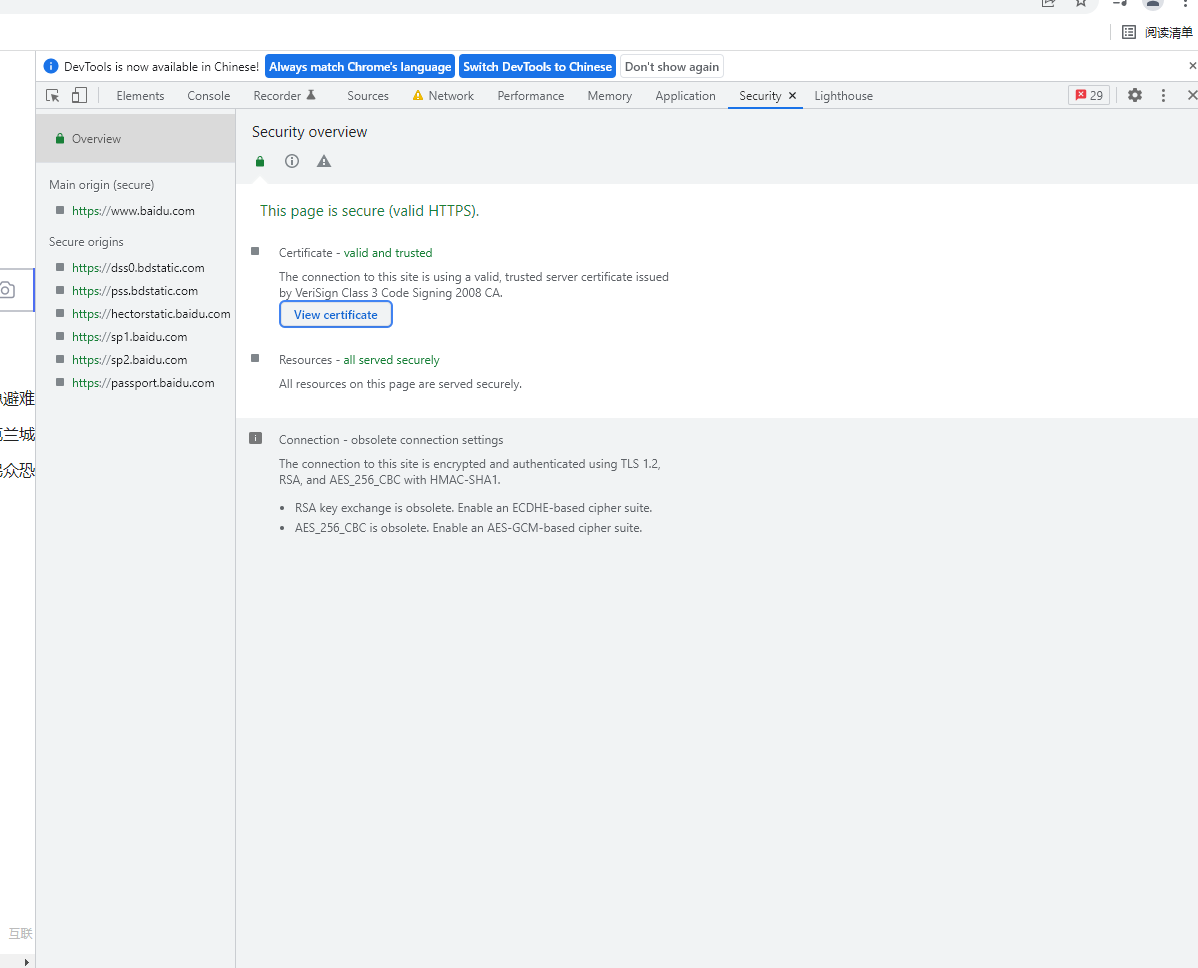 阅读清单
DevTools is now available in Chinese! Always match Chrome's language Switch DevTools to Chinese Don't show again
Elements Console Recorder Sources Network Performance Memory Application Security Lighthouse 29
Overview
Main origin (secure)
https://www.baidu.com
Secure origins
https://dss0.bdstatic.com
https://pss.bdstatic.com
https://hectorstatic.baidu.com
https://sp1.baidu.com
https://sp2.baidu.com
https://passport.baidu.com
Security overview
This page is secure (valid HTTPS).
Certificate - valid and trusted
The connection to this site is using a valid, trusted server certificate issued
by VeriSign Class 3 Code Signing 2008 CA.
View certificate
Resources - all served securely
All resources on this page are served securely.
Connection - obsolete connection settings
The connection to this site is encrypted and authenticated using TLS 1.2,
RSA, and AES_256_CBC with HMAC-SHA1.
• RSA key exchange is obsolete. Enable an ECDHE-based cipher suite.
• AES_256_CBC is obsolete. Enable an AES-GCM-based cipher suite.
避难
兰城
众恐
互联